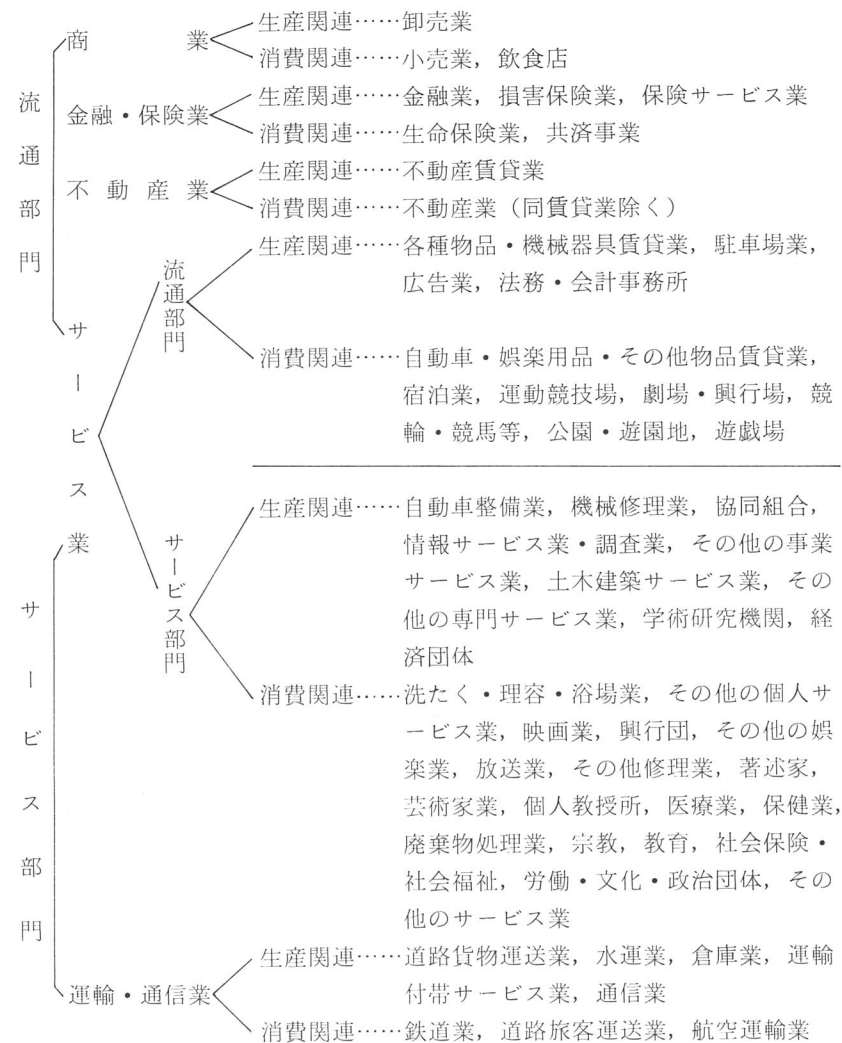 流通部門
商業
生産関連……卸売業
消費関連……小売業，飲食店
金融・保険業
生産関連……金融業，損害保険業，保険サービス業
消費関連……生命保険業，共済事業
不動産業
生産関連……不動産賃貸業
消費関連……不動産業（同賃貸業除く）
サービス業
流通部門
生産関連……各種物品・機械器具賃貸業，駐車場業，
広告業，法務・会計事務所
消費関連……自動車・娯楽用品・その他物品賃貸業，
宿泊業，運動競技場，劇場・興行場，競
輪・競馬等，公園・遊園地，遊戯場
サービス部門
サービス部門
生産関連……自動車整備業，機械修理業，協同組合，
情報サービス業・調査業，その他の事業
サービス業，土木建築サービス業，その
他の専門サービス業，学術研究機関，経
済団体
消費関連……洗たく・理容・浴場業，その他の個人サ
ービス業，映画業，興行団，その他の娯
楽業，放送業，その他修理業，著述家，
芸術家業，個人教授所，医療業，保健業，
廃棄物処理業，宗教，教育，社会保険・
社会福祉，労働・文化・政治団体，その
他のサービス業
運輸・通信業
生産関連……道路貨物運送業，水運業，倉庫業，運輸
付帯サービス業，通信業
消費関連……鉄道業，道路旅客運送業，航空運輸業